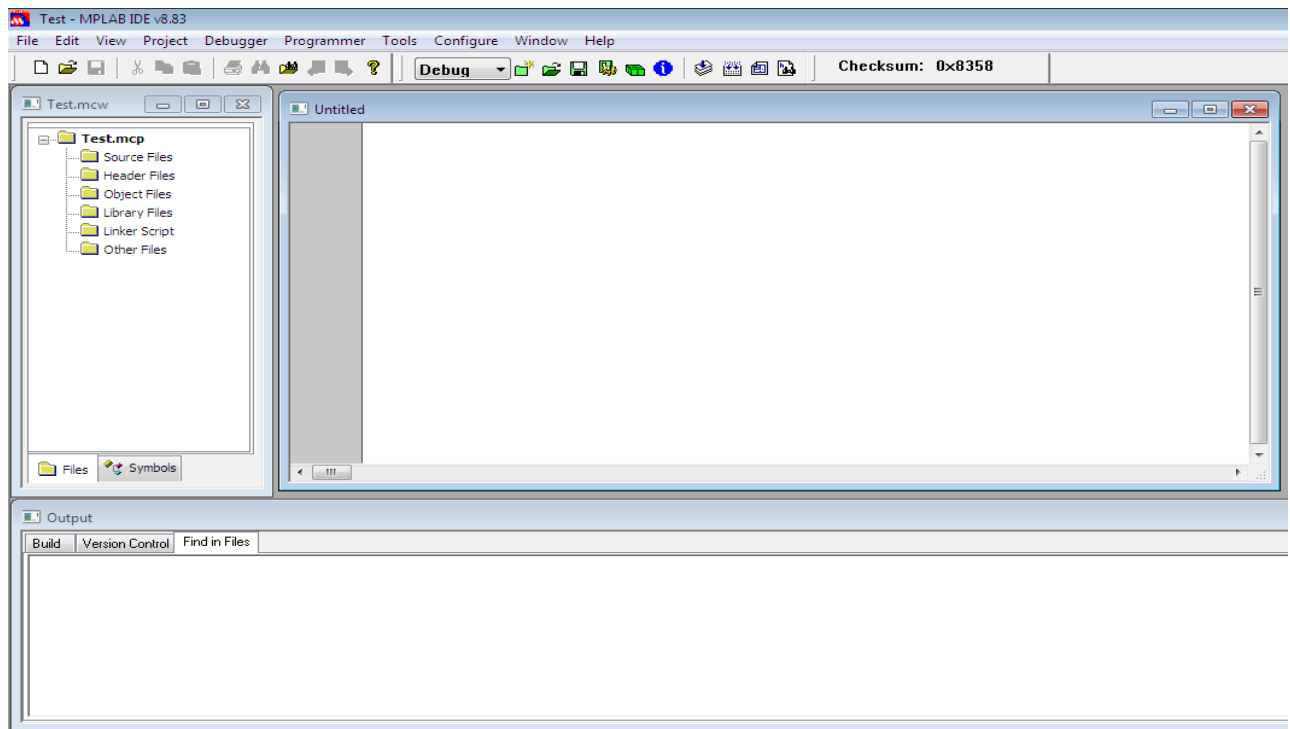 Test - MPLAB IDE v8.83
File Edit View Project Debugger Programmer Tools Configure Window Help
Debug Checksum: 0x8358
Test.mcw
Untitled
Test.mcp
Source Files
Header Files
Object Files
Library Files
Linker Script
Other Files
Files Symbols
Output
Build Version Control Find in Files